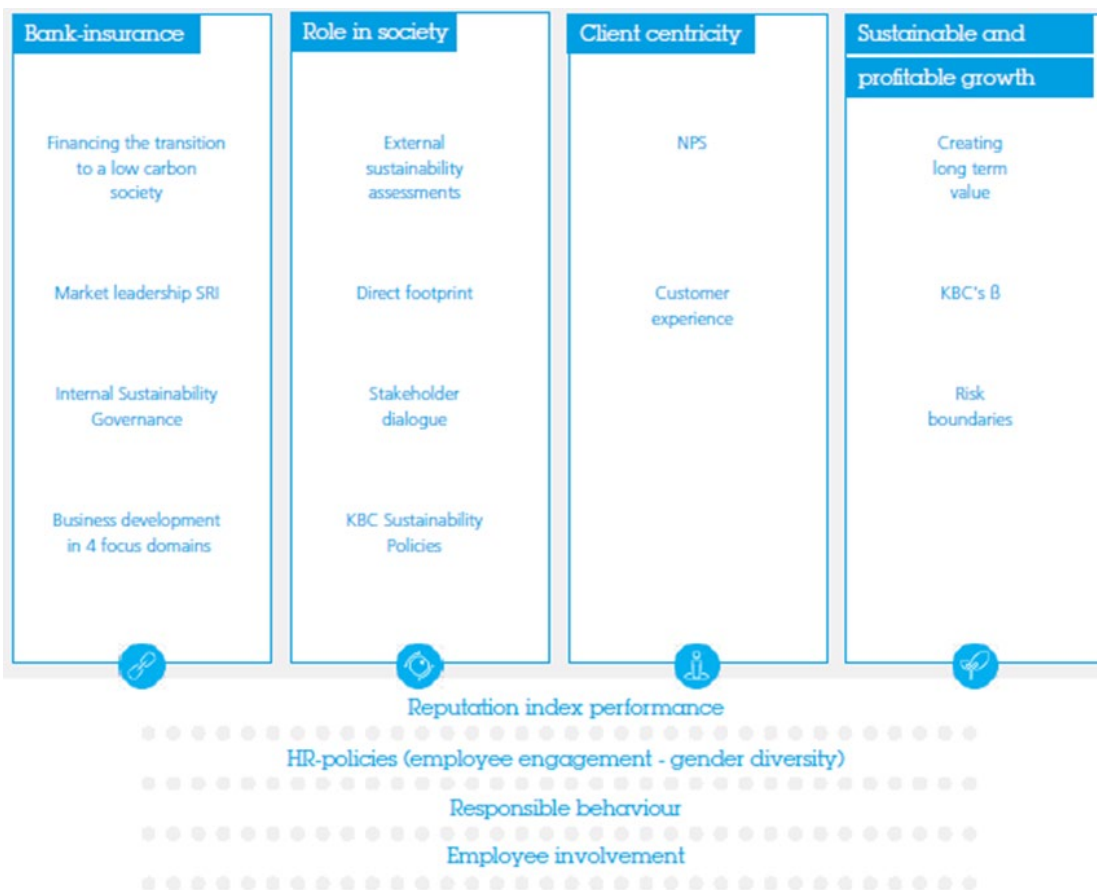 Bank-insurance
Financing the transition
to a low carbon
society
Market leadership SRI
Internal Sustainability
Governance
Business development
in 4 focus domains
Role in society
External
sustainability
assessments
Direct footprint
Stakeholder
dialogue
KBC Sustainability
Policies
Client centricity
NPS
Customer
experience
Sustainable and
profitable growth
Creating
long term
value
KBC's ß
Risk
boundaries
Reputation index performance
HR-policies (employee engagement - gender diversity)
Responsible behaviour
Employee involvement